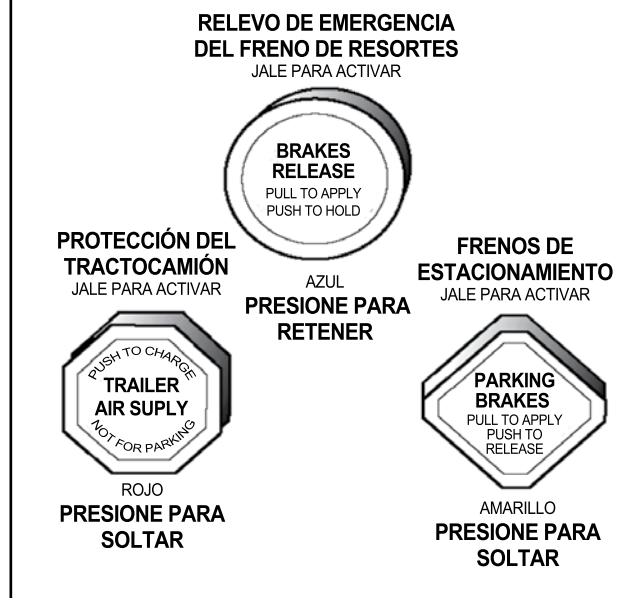 RELEVO DE EMERGENCIA
DEL FRENO DE RESORTES
JALE PARA ACTIVAR
BRAKES
RELEASE
PULL TO APPLY
PUSH TO HOLD
AZUL
PRESIONE PARA
RETENER
PROTECCIÓN DEL
TRACTOCAMIÓN
JALE PARA ACTIVAR
PUSH TO CHARGE
TRAILER
AIR SUPLY
NOT FOR PARKING
ROJO
PRESIONE PARA
SOLTAR
FRENOS DE
ESTACIONAMIENTO
JALE PARA ACTIVAR
PARKING
BRAKES
PULL TO APPLY
PUSH TO
RELEASE
AMARILLO
PRESIONE PARA
SOLTAR